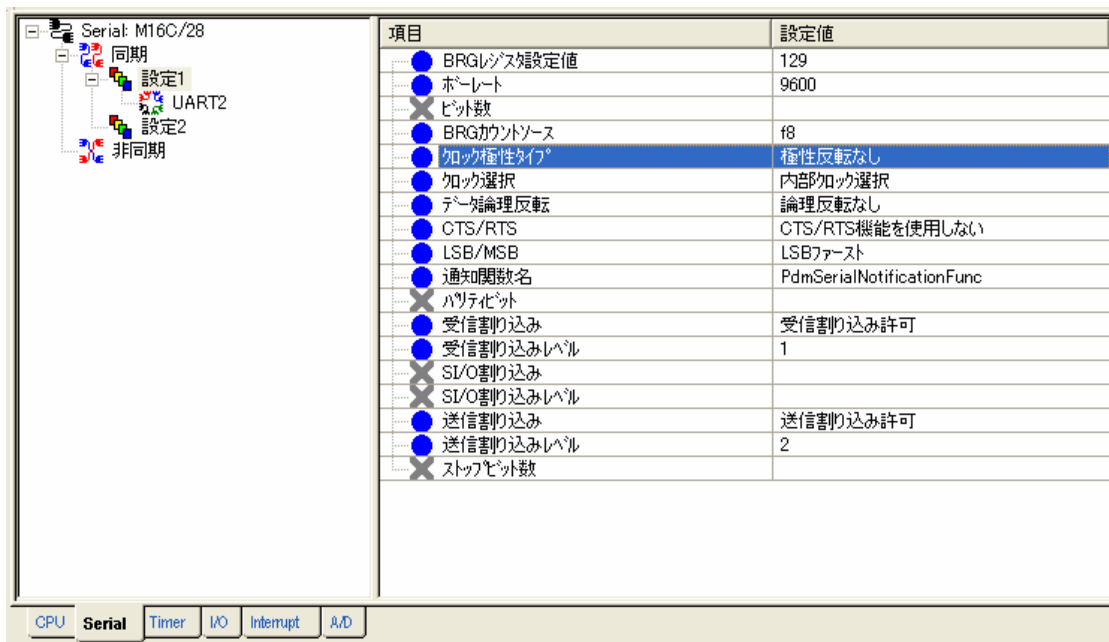 Serial: M16C/28
同期
設定1
UART2
設定2
非同期
項目 設定値
BRGﾚｼﾞｽﾀ設定値 129
ﾎﾞｰﾚｰﾄ 9600
ﾋﾞｯﾄ数
BRGｶｳﾝﾄｿｰｽ f8
ｸﾛｯｸ極性ﾀｲﾌﾟ 極性反転なし
ｸﾛｯｸ選択 内部ｸﾛｯｸ選択
ﾃﾞｰﾀ論理反転 論理反転なし
CTS/RTS CTS/RTS機能を使用しない
LSB/MSB LSBﾌｧｰｽﾄ
通知関数名 PdmSerialNotificationFunc
ﾊﾟﾘﾃｨﾋﾞｯﾄ
受信割り込み 受信割り込み許可
受信割り込みﾚﾍﾞﾙ 1
SI/O割り込み
SI/O割り込みﾚﾍﾞﾙ
送信割り込み 送信割り込み許可
送信割り込みﾚﾍﾞﾙ 2
ｽﾄｯﾌﾟﾋﾞｯﾄ数
CPU Serial Timer I/O Interrupt A/D